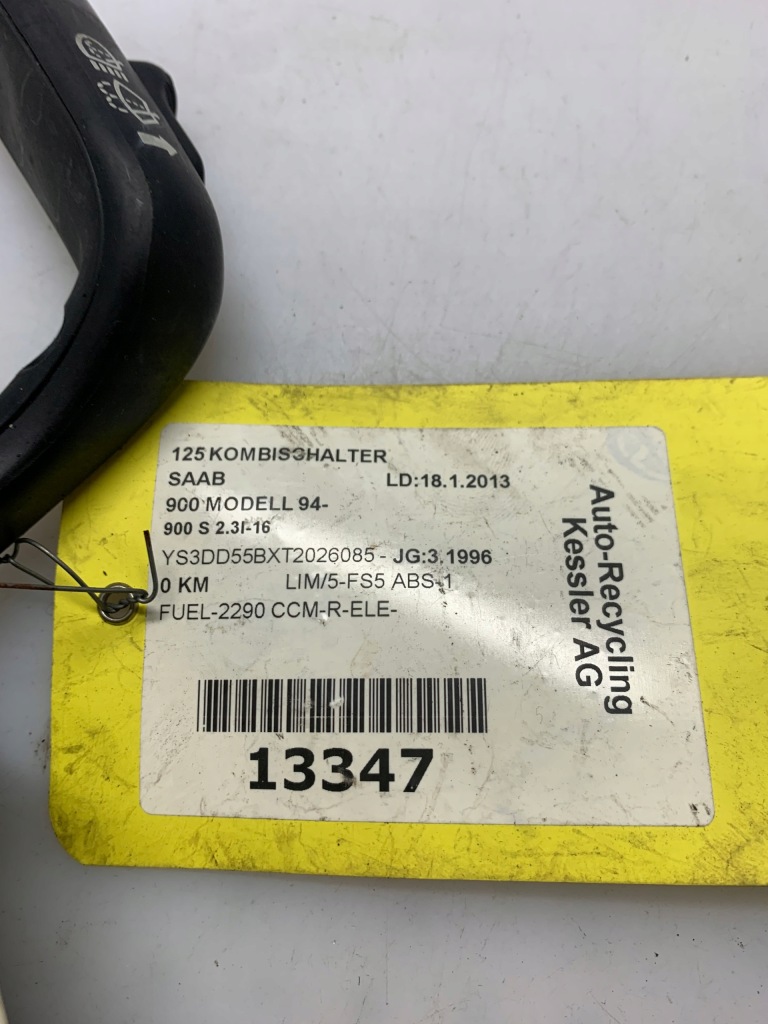 125 KOMBISCHALTER
SAAB LD:18.1.2013
900 MODELL 94-
900 S 2.3I-16
YS3DD55BXT2026085 - JG:3.1996
0 KM LIM/5-FS5 ABS-1
FUEL-2290 CCM-R-ELE-
13347
Auto-Recycling
Kessler AG